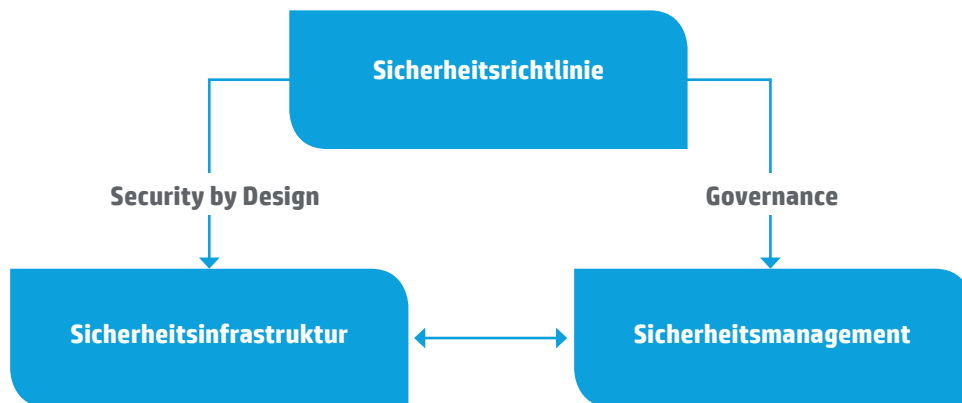 Sicherheitsrichtlinie
Security by Design
Governance
Sicherheitsinfrastruktur
Sicherheitsmanagement